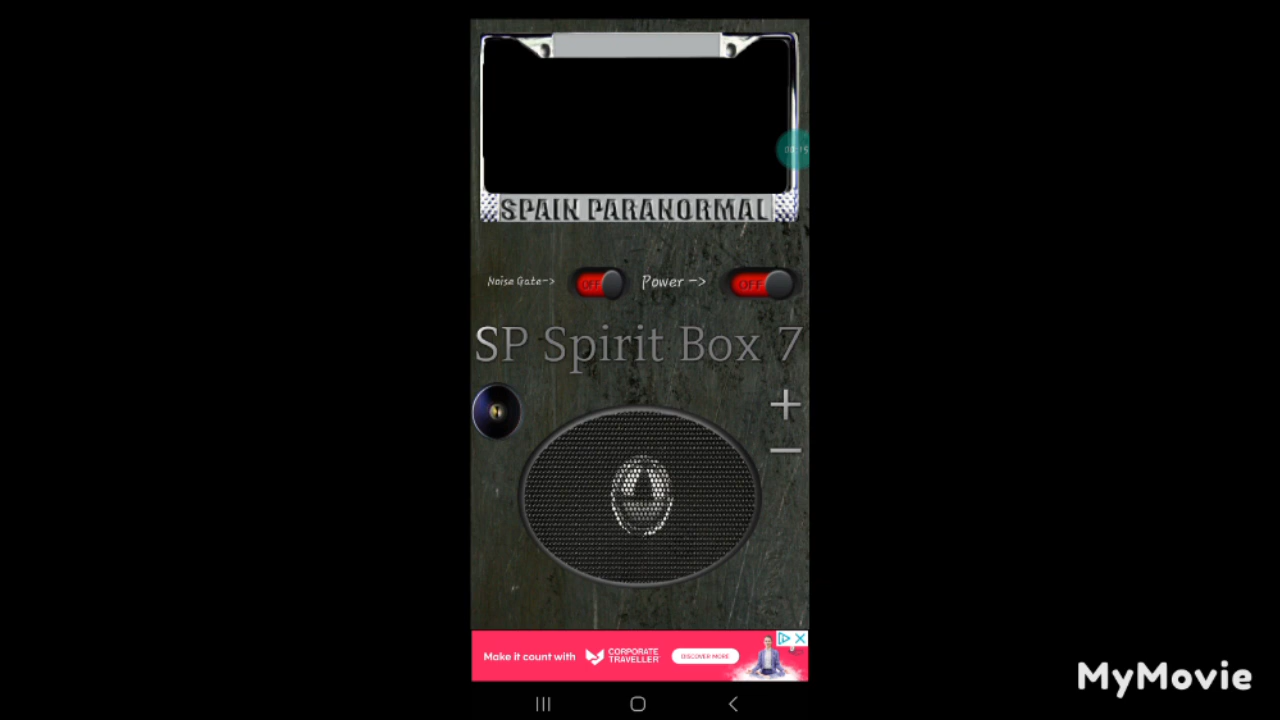 SPAIN PARANORMAL
Noise Gate-> OFF Power -> OFF
SP Spirit Box 7
+
−
Make it count with CORPORATE TRAVELLER DISCOVER MORE
MyMovie